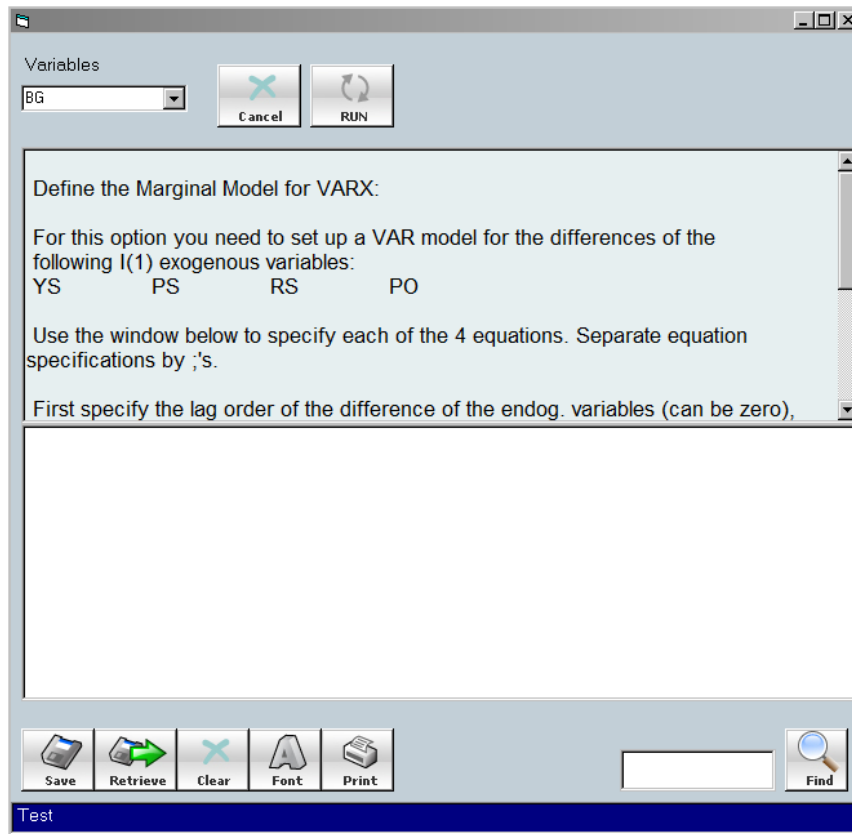 Variables
BG
Cancel
RUN
Define the Marginal Model for VARX:
For this option you need to set up a VAR model for the differences of the
following I(1) exogenous variables:
YS PS RS PO
Use the window below to specify each of the 4 equations. Separate equation
specifications by ;'s.
First specify the lag order of the difference of the endog. variables (can be zero),
Save Retrieve Clear Font Print Find
Test